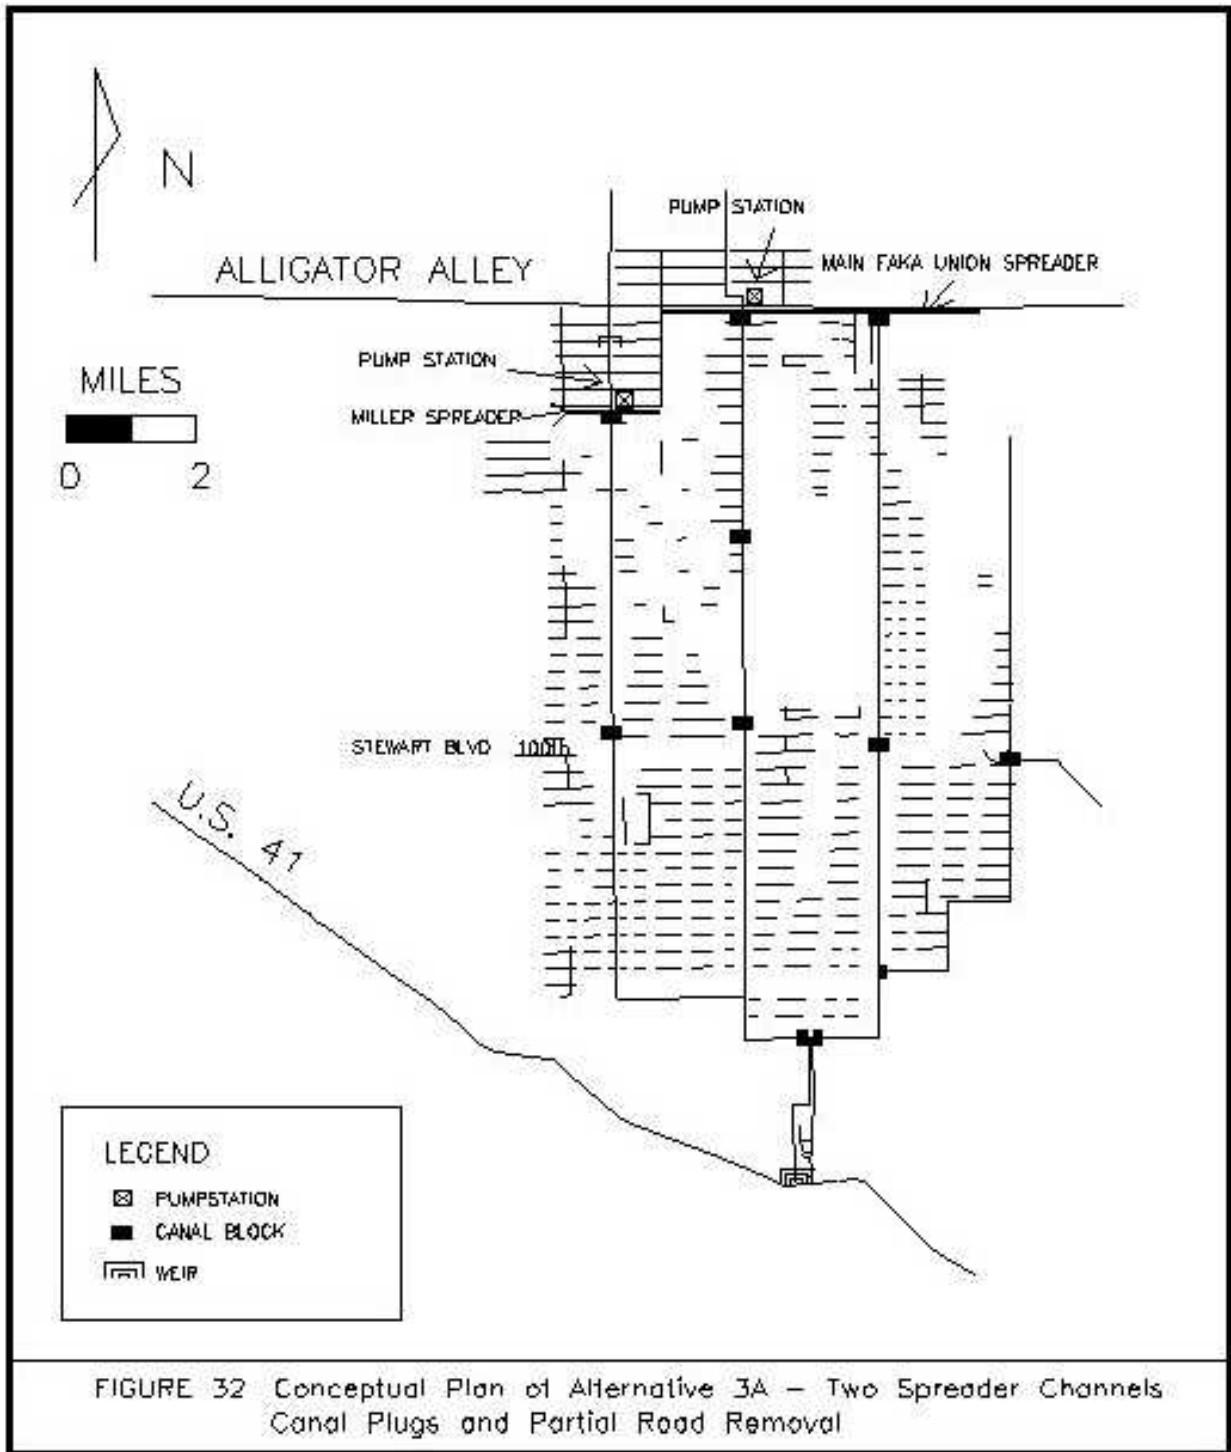 N
PUMP STATION
ALLIGATOR ALLEY
MAIN FAKA UNION SPREADER
PUMP STATION
MILES
MILLER SPREADER
0 2
STEWART BLVD
U.S. 41
LEGEND
PUMPSTATION
CANAL BLOCK
WEIR
FIGURE 32 Conceptual Plan of Alternative 3A – Two Spreader Channels
Canal Plugs and Partial Road Removal